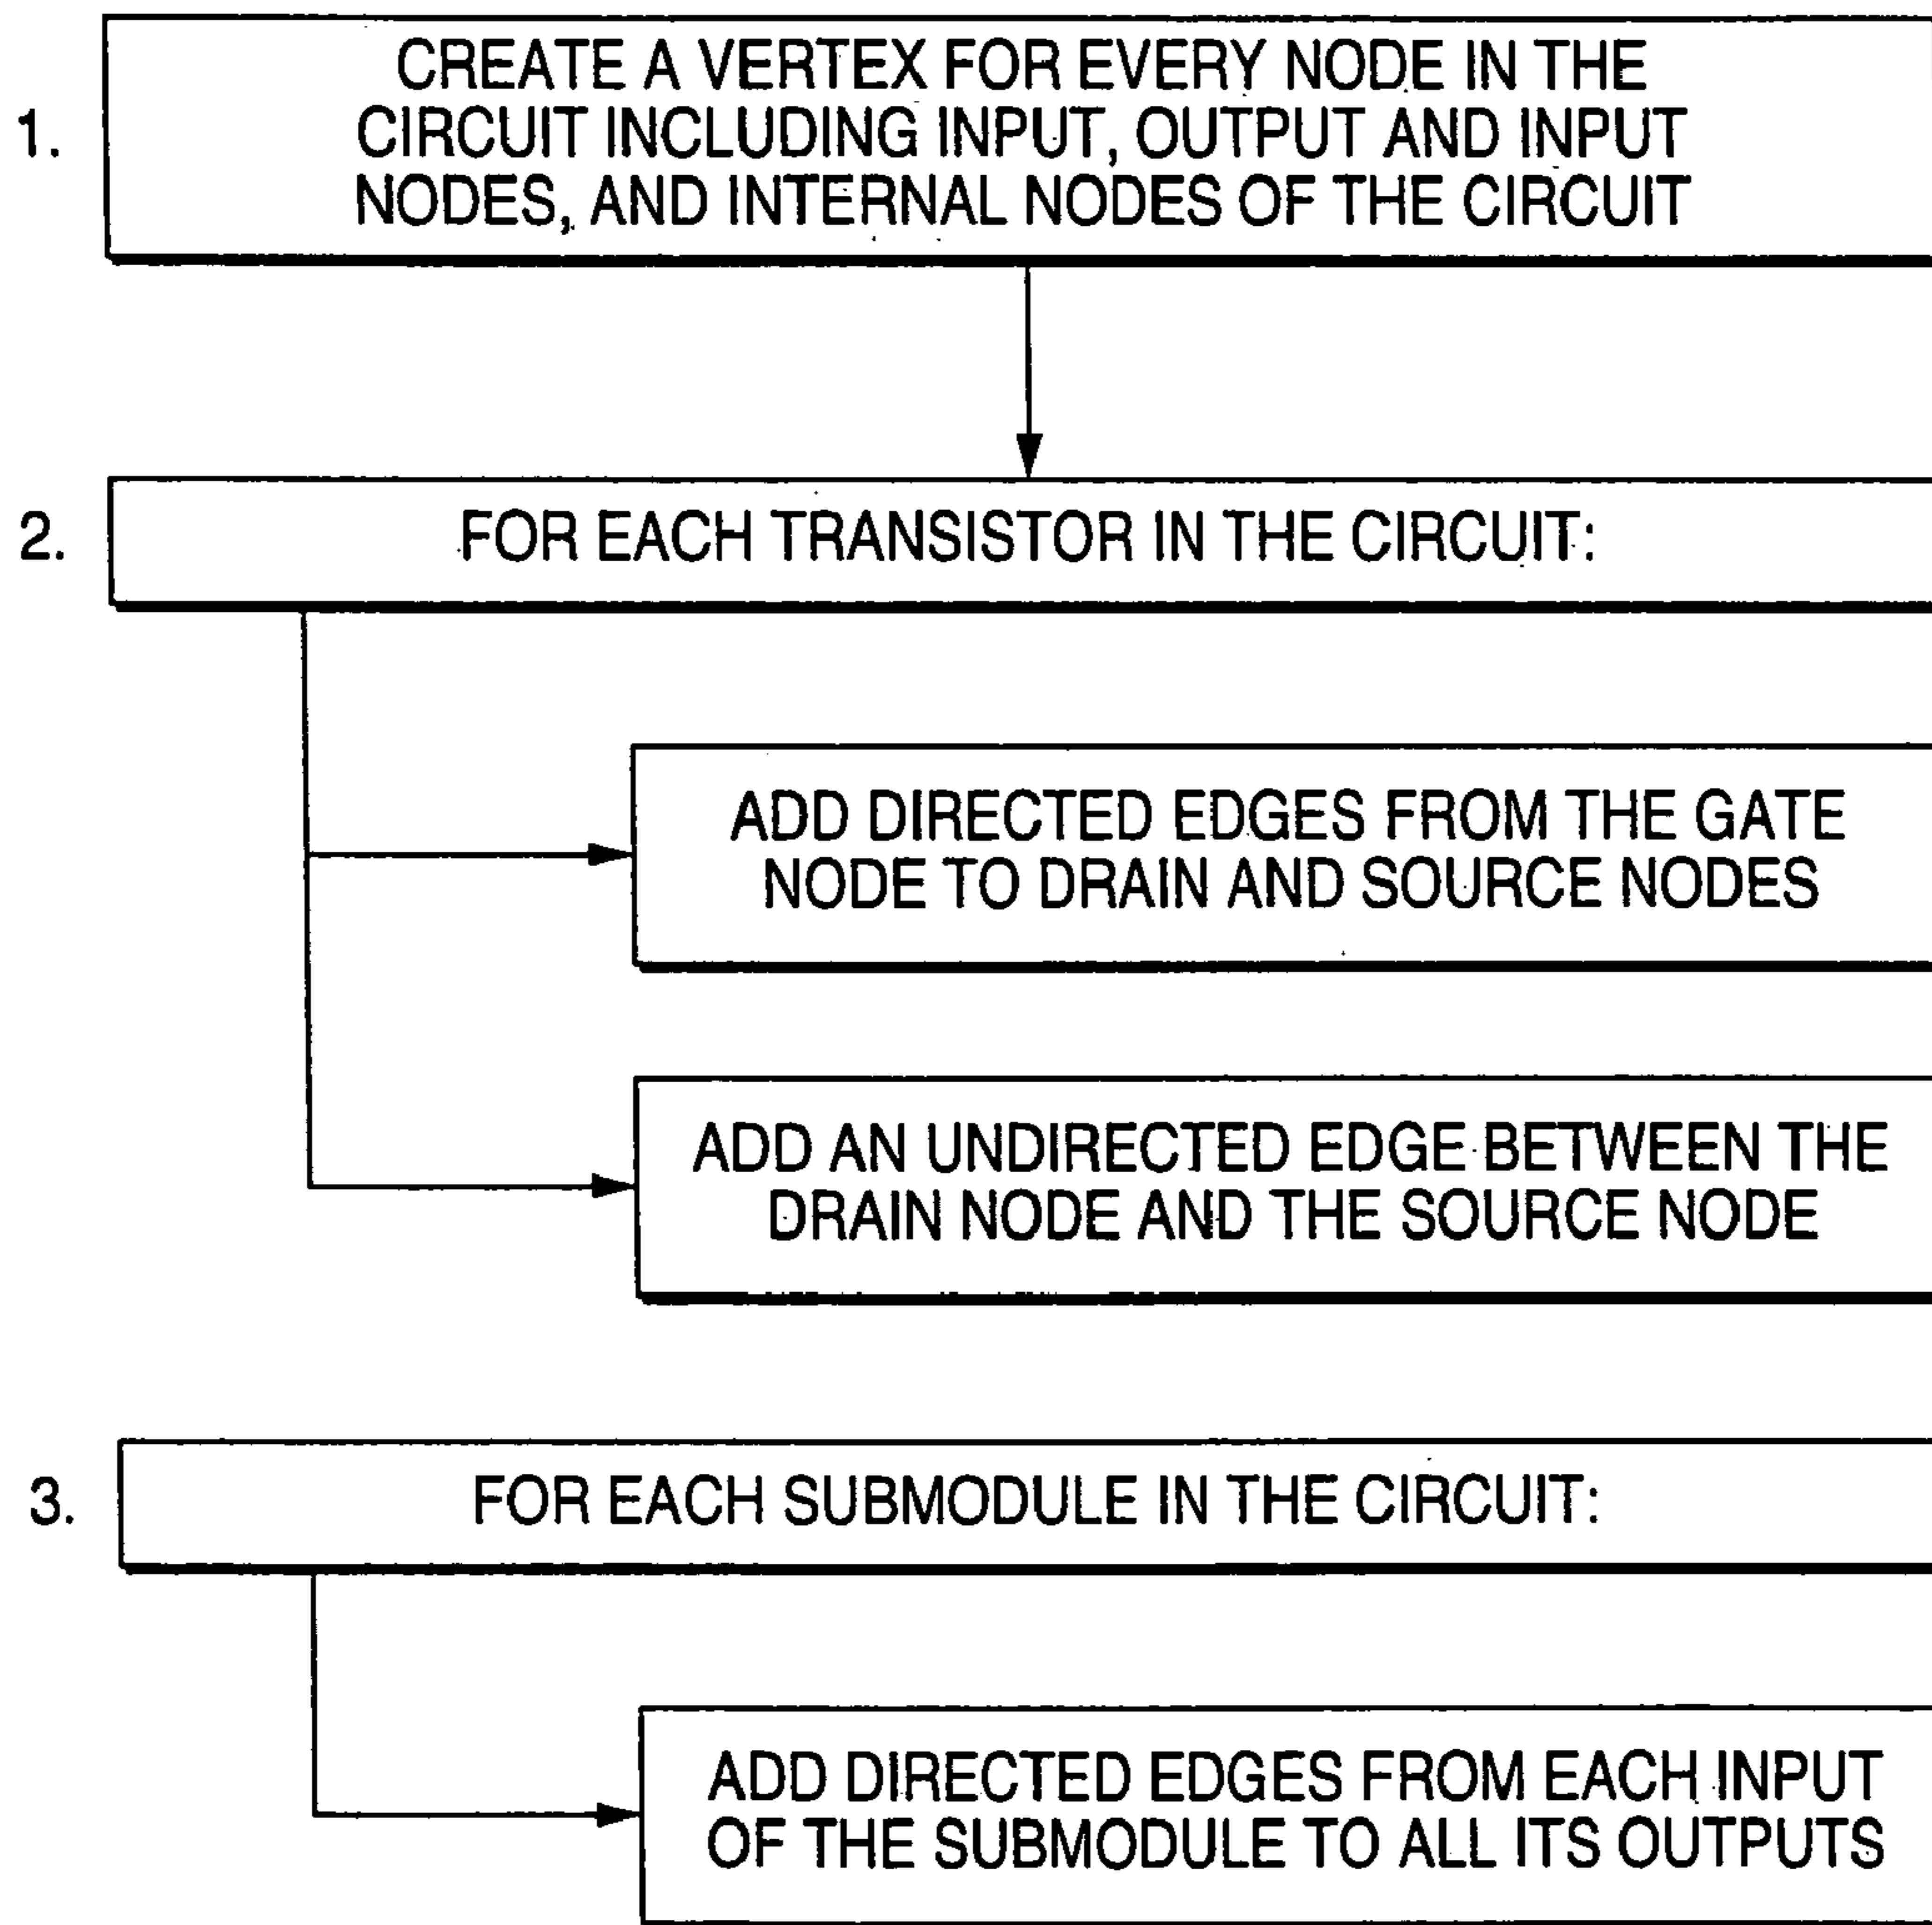 1.
CREATE A VERTEX FOR EVERY NODE IN THE
CIRCUIT INCLUDING INPUT, OUTPUT AND INPUT
NODES, AND INTERNAL NODES OF THE CIRCUIT
2.
FOR EACH TRANSISTOR IN THE CIRCUIT:
ADD DIRECTED EDGES FROM THE GATE
NODE TO DRAIN AND SOURCE NODES
ADD AN UNDIRECTED EDGE BETWEEN THE
DRAIN NODE AND THE SOURCE NODE
3.
FOR EACH SUBMODULE IN THE CIRCUIT:
ADD DIRECTED EDGES FROM EACH INPUT
OF THE SUBMODULE TO ALL ITS OUTPUTS